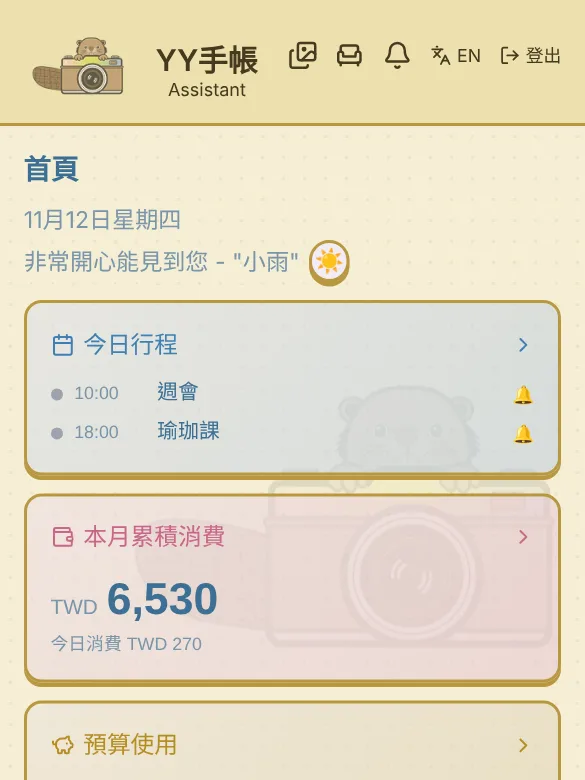 YY手帳
Assistant
EN
登出
首頁
11月12日星期四
非常開心能見到您 - "小雨"
今日行程
10:00 週會
18:00 瑜珈課
本月累積消費
TWD 6,530
今日消費 TWD 270
預算使用